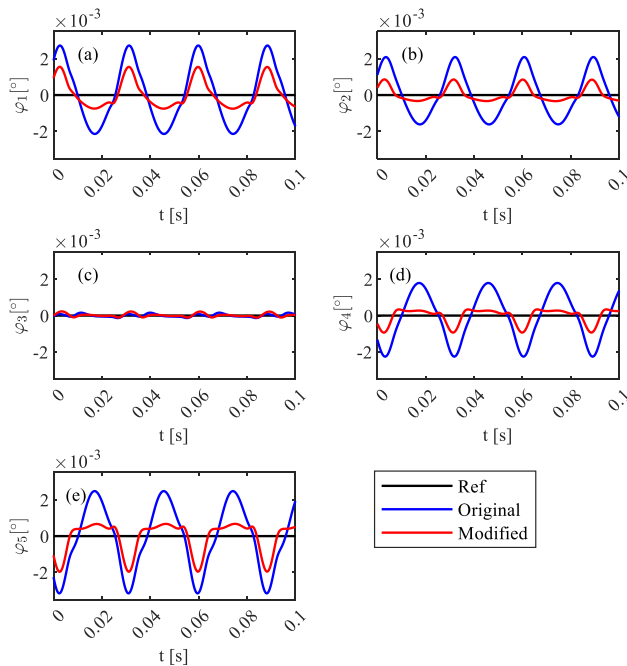 ×10⁻³ ×10⁻³
(a) (b)
2 2
φ₁[°] 0 φ₂[°] 0
-2 -2
0 0.02 0.04 0.06 0.08 0.1 0 0.02 0.04 0.06 0.08 0.1
t [s] t [s]
×10⁻³ ×10⁻³
(c) (d)
2 2
φ₃[°] 0 φ₄[°] 0
-2 -2
0 0.02 0.04 0.06 0.08 0.1 0 0.02 0.04 0.06 0.08 0.1
t [s] t [s]
×10⁻³
(e)
2
φ₅[°] 0
-2
0 0.02 0.04 0.06 0.08 0.1
t [s]
Ref
Original
Modified